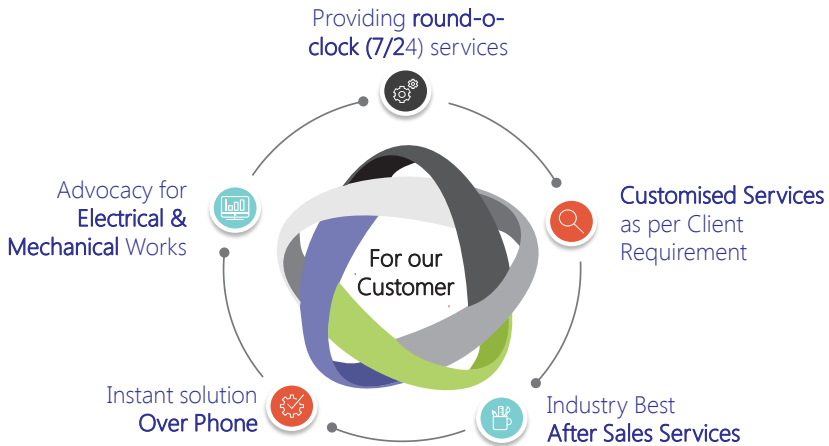 Providing round-o-
clock (7/24) services
Customised Services
as per Client
Requirement
Industry Best
After Sales Services
Instant solution
Over Phone
Advocacy for
Electrical &
Mechanical Works
For our
Customer